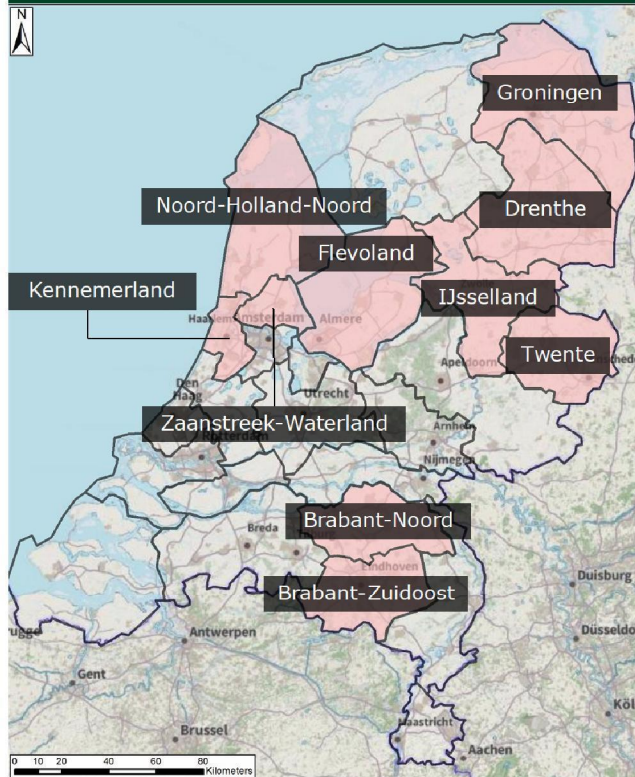 N
Groningen
Noord-Holland-Noord
Drenthe
Flevoland
Kennemerland
IJsselland
Amsterdam
Almere
Twente
Apeldoorn
Den
Haag
Utrecht
Zaanstreek-Waterland
Arnhem
Rotterdam
Nijmegen
Brabant-Noord
Breda
Eindhoven
Duisburg
Brabant-Zuidoost
Antwerpen
Gent
Maastricht
Brussel
Aachen
0 10 20 40 60 80
Kilometers